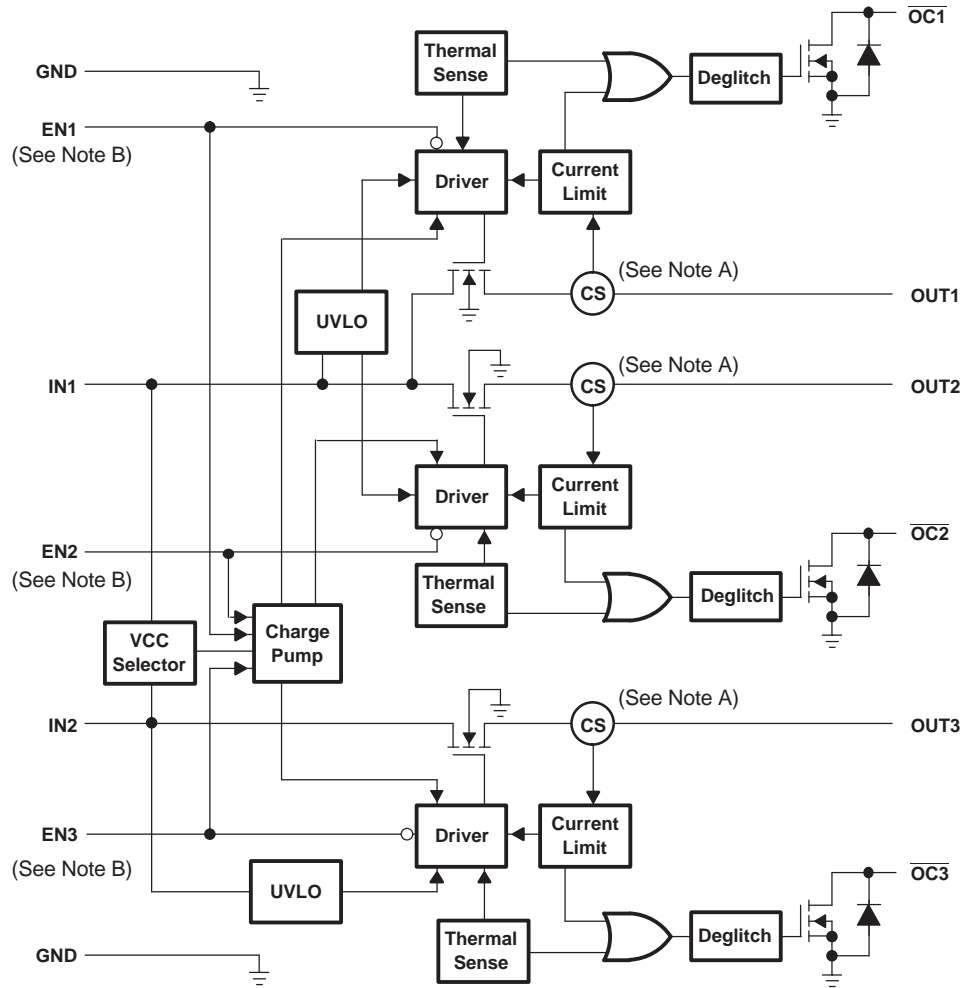 OC1
Thermal
Sense
GND
Deglitch
EN1
(See Note B)
Driver
Current
Limit
(See Note A)
CS
OUT1
UVLO
(See Note A)
IN1
CS
OUT2
Driver
Current
Limit
OC2
EN2
(See Note B)
Thermal
Sense
Deglitch
VCC
Selector
Charge
Pump
(See Note A)
IN2
CS
OUT3
EN3
(See Note B)
Driver
Current
Limit
OC3
UVLO
Thermal
Sense
Deglitch
GND